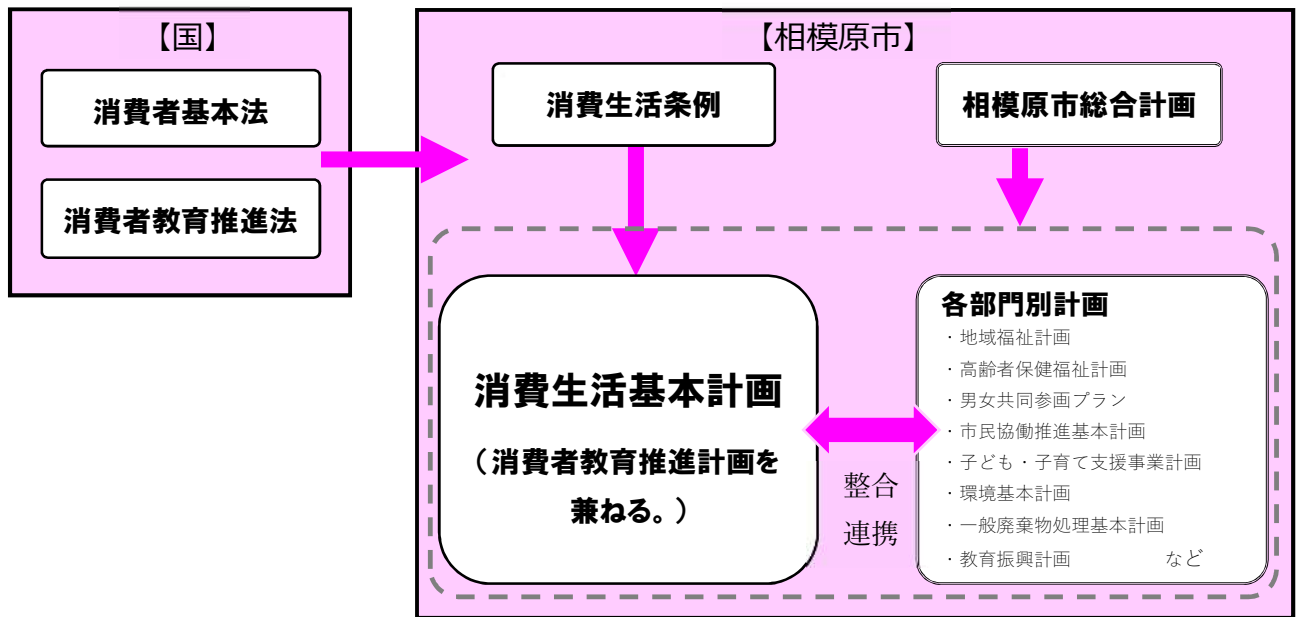 【国】
消費者基本法
消費者教育推進法
【相模原市】
消費生活条例
相模原市総合計画
消費生活基本計画
（消費者教育推進計画を
兼ねる。）
整合
連携
各部門別計画
・地域福祉計画
・高齢者保健福祉計画
・男女共同参画プラン
・市民協働推進基本計画
・子ども・子育て支援事業計画
・環境基本計画
・一般廃棄物処理基本計画
・教育振興計画　　　　　など